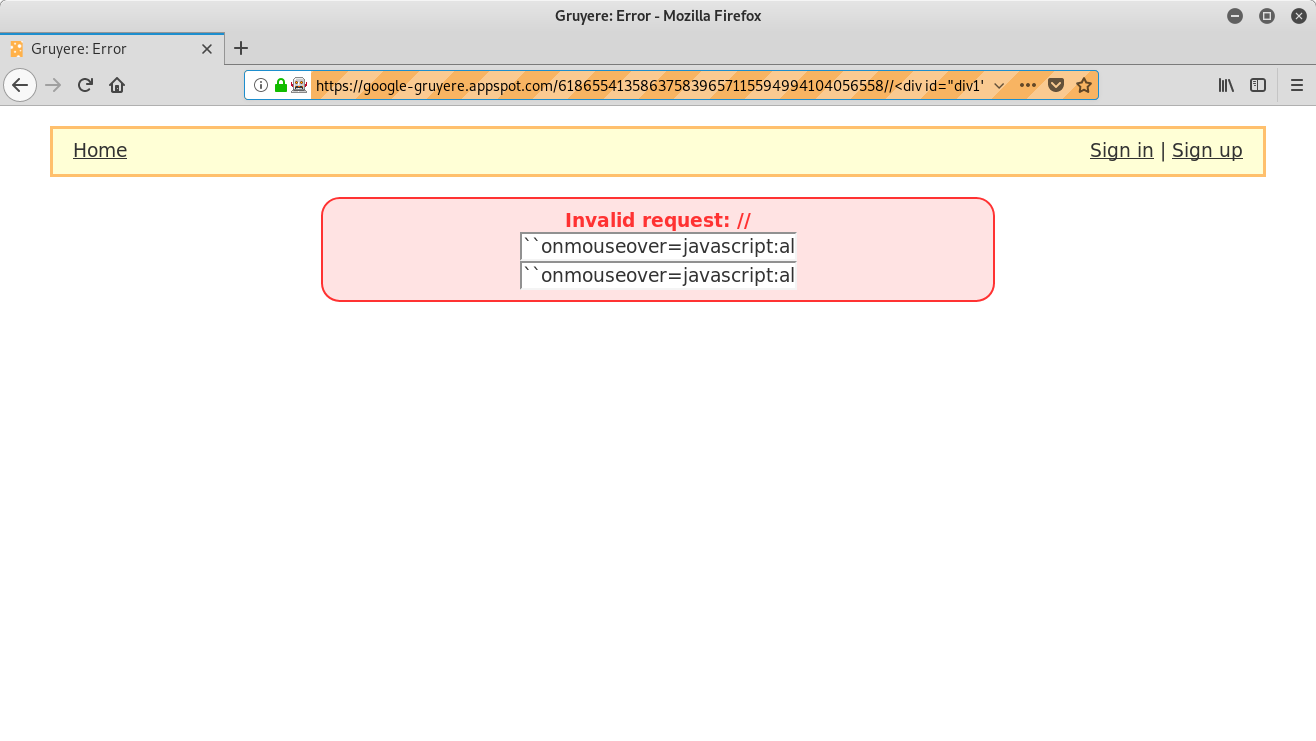 Gruyere: Error - Mozilla Firefox
Gruyere: Error
https://google-gruyere.appspot.com/618655413586375839657115594994104056558//<div id="div1"
Home
Sign in | Sign up
Invalid request: //
``onmouseover=javascript:al
``onmouseover=javascript:al